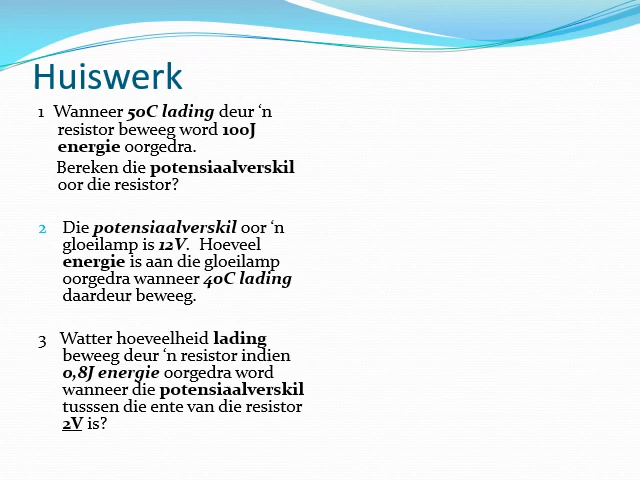 Huiswerk
1 Wanneer 50C lading deur ‘n
resistor beweeg word 100J
energie oorgedra.
Bereken die potensiaalverskil
oor die resistor?
2 Die potensiaalverskil oor ‘n
gloeilamp is 12V. Hoeveel
energie is aan die gloeilamp
oorgedra wanneer 40C lading
daardeur beweeg.
3 Watter hoeveelheid lading
beweeg deur ‘n resistor indien
0,8J energie oorgedra word
wanneer die potensiaalverskil
tusssen die ente van die resistor
2V is?